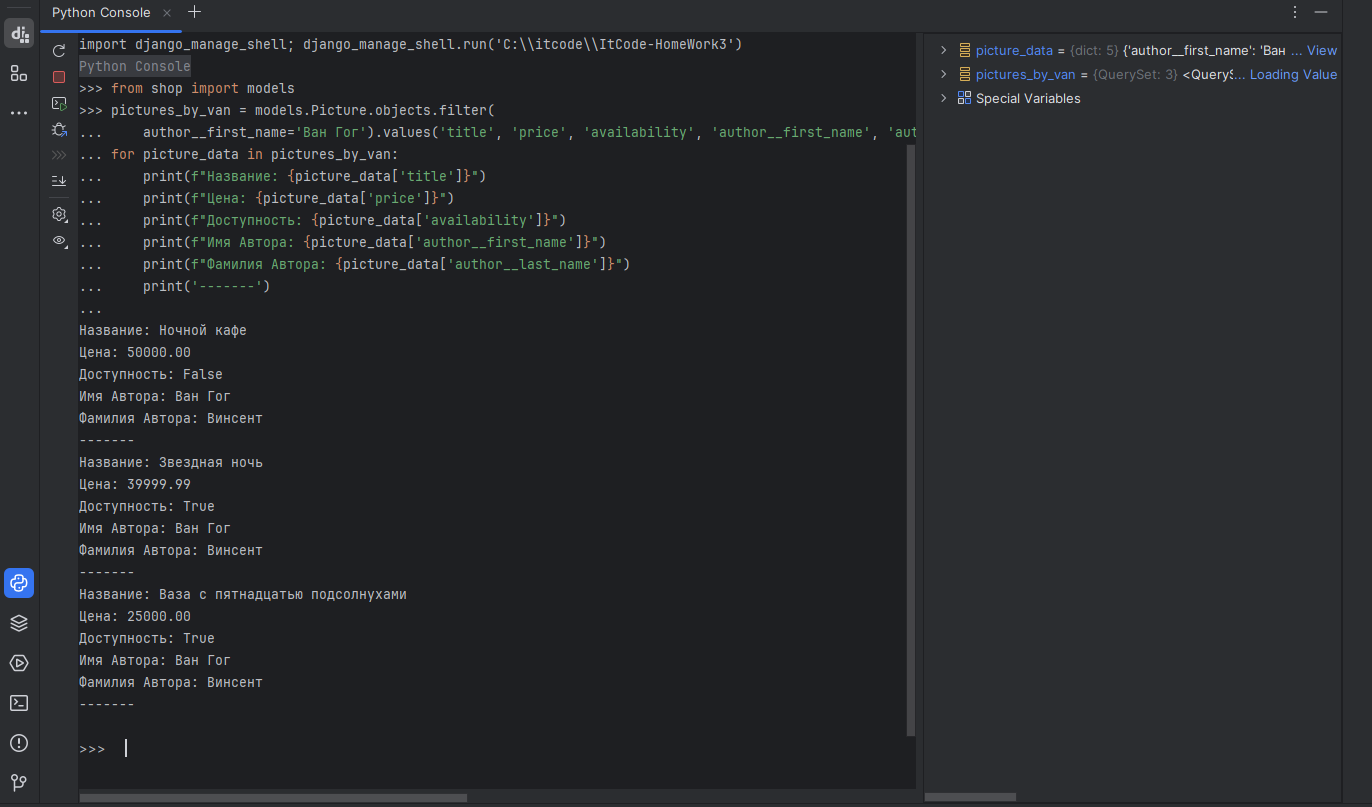 Python Console
import django_manage_shell; django_manage_shell.run('C:\\itcode\\ItCode-HomeWork3')
Python Console
>>> from shop import models
>>> pictures_by_van = models.Picture.objects.filter(
...     author__first_name='Ван Гог').values('title', 'price', 'availability', 'author__first_name', 'aut
... for picture_data in pictures_by_van:
...     print(f"Название: {picture_data['title']}")
...     print(f"Цена: {picture_data['price']}")
...     print(f"Доступность: {picture_data['availability']}")
...     print(f"Имя Автора: {picture_data['author__first_name']}")
...     print(f"Фамилия Автора: {picture_data['author__last_name']}")
...     print('-------')
...
Название: Ночной кафе
Цена: 50000.00
Доступность: False
Имя Автора: Ван Гог
Фамилия Автора: Винсент
-------
Название: Звездная ночь
Цена: 39999.99
Доступность: True
Имя Автора: Ван Гог
Фамилия Автора: Винсент
-------
Название: Ваза с пятнадцатью подсолнухами
Цена: 25000.00
Доступность: True
Имя Автора: Ван Гог
Фамилия Автора: Винсент
-------
>>>
picture_data = {dict: 5} {'author__first_name': 'Ван ... View
pictures_by_van = {QuerySet: 3} <QueryS... Loading Value
Special Variables